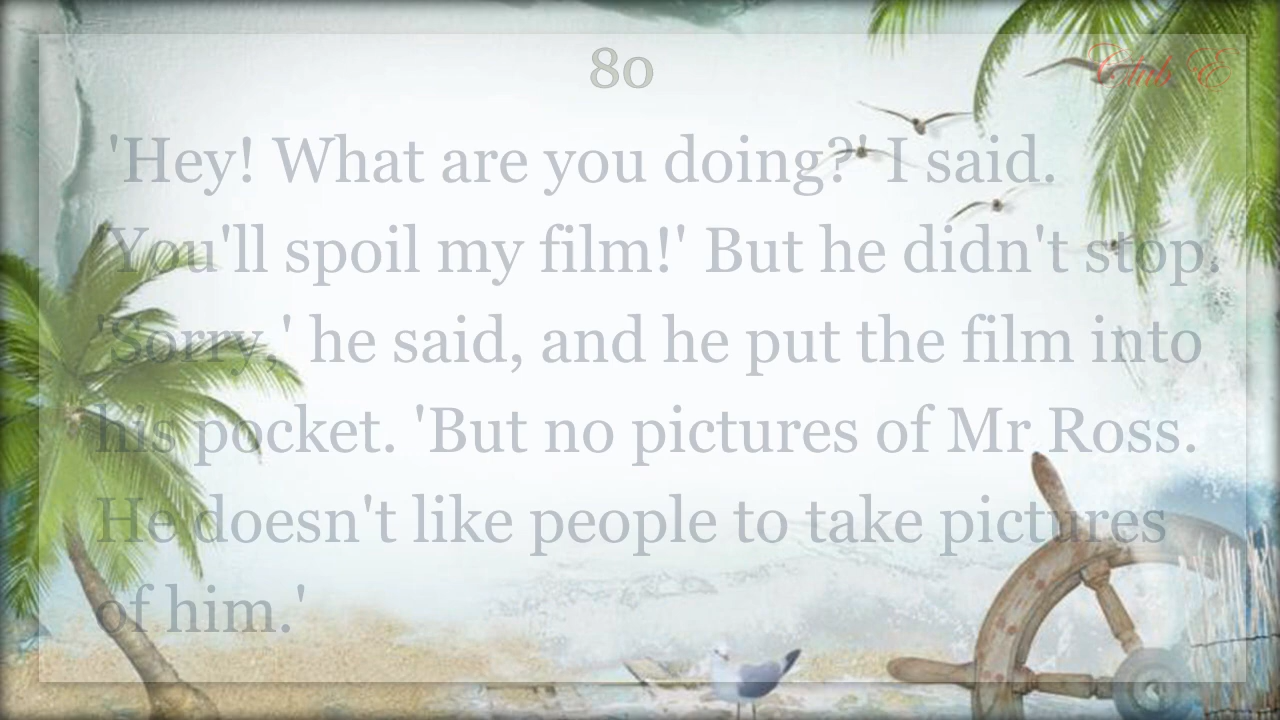 80
Club E
'Hey! What are you doing?' I said.
'You'll spoil my film!' But he didn't stop.
'Sorry,' he said, and he put the film into
his pocket. 'But no pictures of Mr Ross.
He doesn't like people to take pictures
of him.'